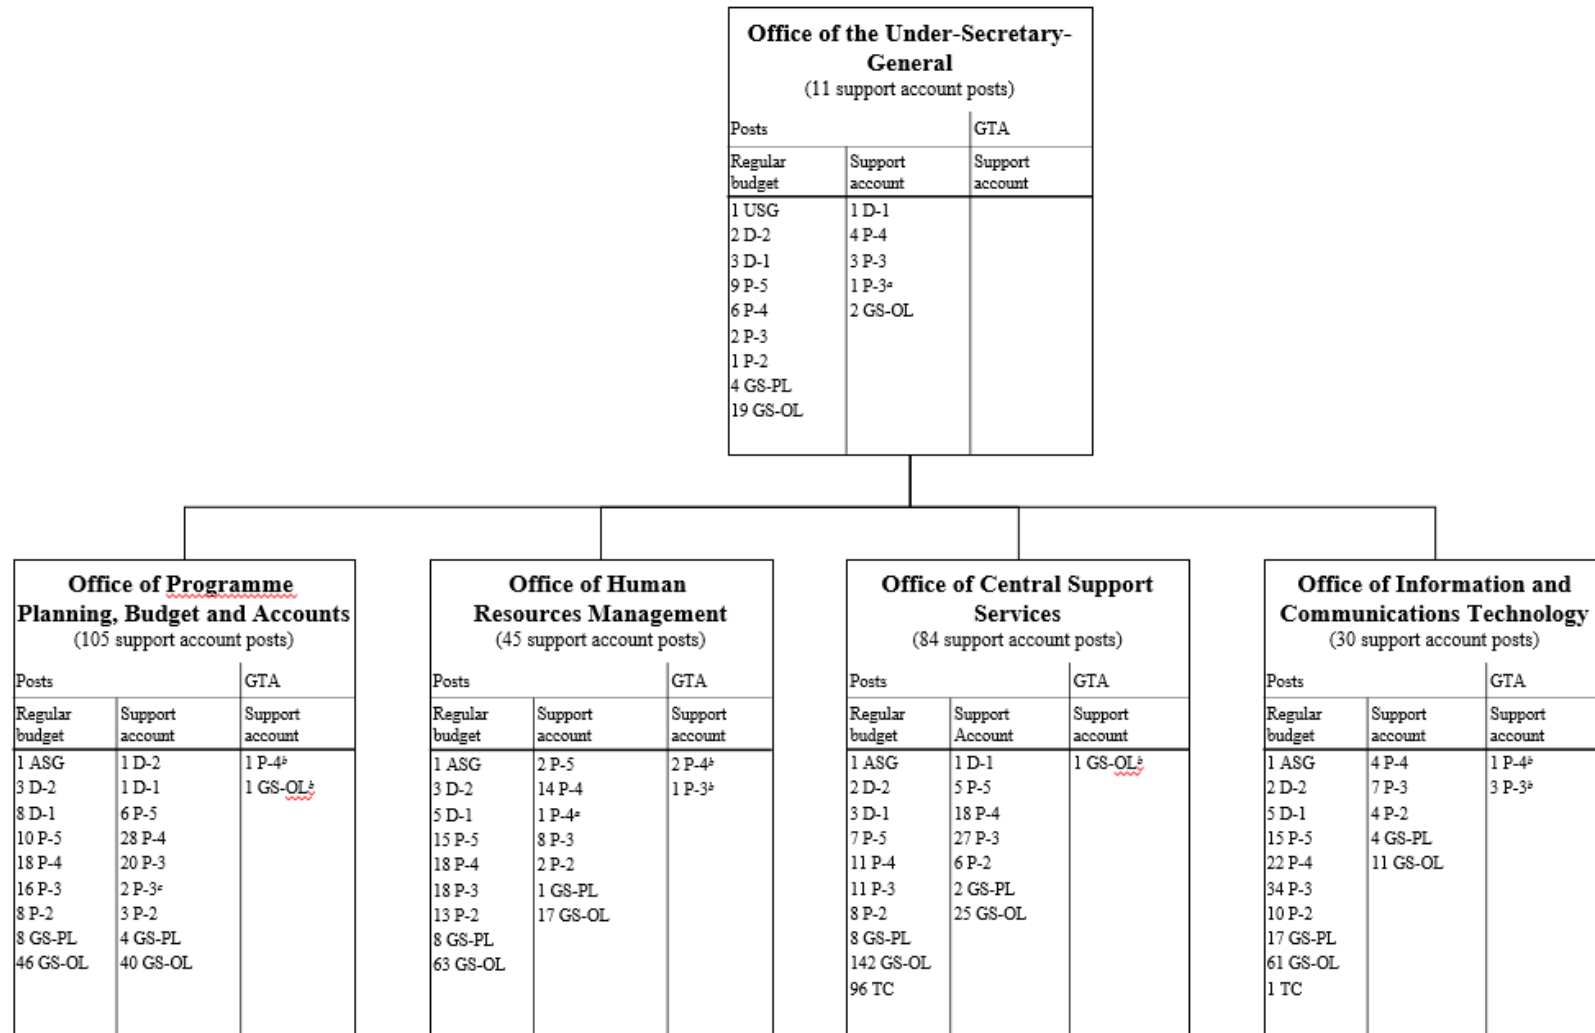 Office of the Under-Secretary-
General
(11 support account posts)
Posts GTA
Regular Support Support
budget account account
1 USG 1 D-1
2 D-2 4 P-4
3 D-1 3 P-3
9 P-5 1 P-3ᵃ
6 P-4 2 GS-OL
2 P-3
1 P-2
4 GS-PL
19 GS-OL
Office of Programme
Planning, Budget and Accounts
(105 support account posts)
Posts GTA
Regular Support Support
budget account account
1 ASG 1 D-2 1 P-4ᵇ
3 D-2 1 D-1 1 GS-OLᵇ
8 D-1 6 P-5
10 P-5 28 P-4
18 P-4 20 P-3
16 P-3 2 P-3ᶜ
8 P-2 3 P-2
8 GS-PL 4 GS-PL
46 GS-OL 40 GS-OL
Office of Human
Resources Management
(45 support account posts)
Posts GTA
Regular Support Support
budget account account
1 ASG 2 P-5 2 P-4ᵇ
3 D-2 14 P-4 1 P-3ᵇ
5 D-1 1 P-4ᵃ
15 P-5 8 P-3
18 P-4 2 P-2
18 P-3 1 GS-PL
13 P-2 17 GS-OL
8 GS-PL
63 GS-OL
Office of Central Support
Services
(84 support account posts)
Posts GTA
Regular Support Support
budget Account account
1 ASG 1 D-1 1 GS-OLᵇ
2 D-2 5 P-5
3 D-1 18 P-4
7 P-5 27 P-3
11 P-4 6 P-2
11 P-3 2 GS-PL
8 P-2 25 GS-OL
8 GS-PL
142 GS-OL
96 TC
Office of Information and
Communications Technology
(30 support account posts)
Posts GTA
Regular Support Support
budget account account
1 ASG 4 P-4 1 P-4ᵇ
2 D-2 7 P-3 3 P-3ᵇ
5 D-1 4 P-2
15 P-5 4 GS-PL
22 P-4 11 GS-OL
34 P-3
10 P-2
17 GS-PL
61 GS-OL
1 TC